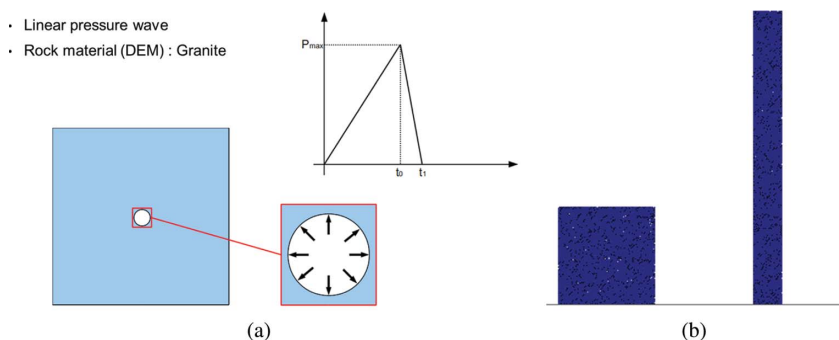 · Linear pressure wave
· Rock material (DEM) : Granite
Pmax
t0
t1
(a)
(b)